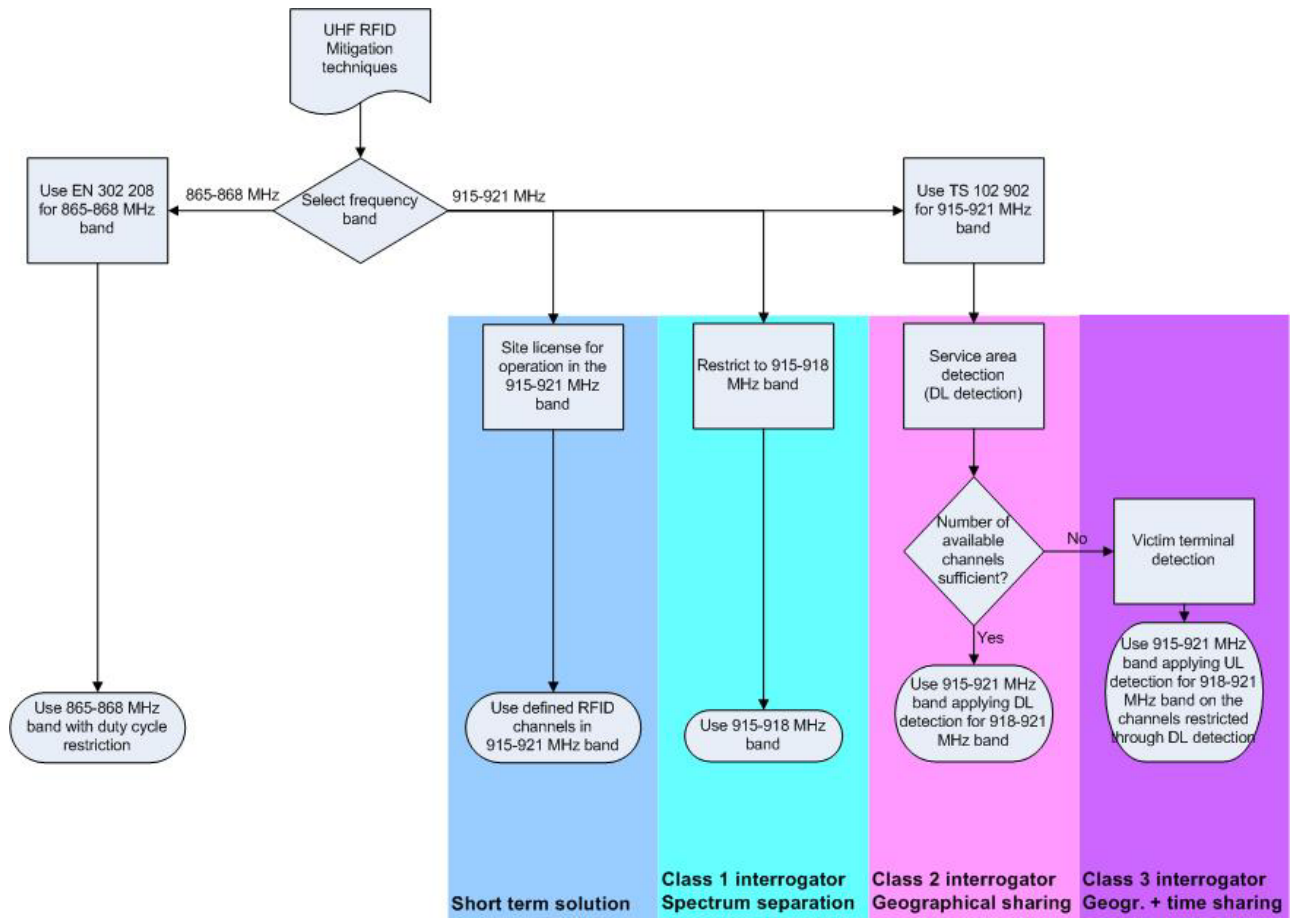 UHF RFID
Mitigation
techniques
Use EN 302 208
for 865-868 MHz
band
865-868 MHz
Select frequency
band
915-921 MHz
Use TS 102 902
for 915-921 MHz
band
Site license for
operation in the
915-921 MHz
band
Restrict to 915-918
MHz band
Service area
detection
(DL detection)
Number of
available
channels
sufficient?
No
Victim terminal
detection
Yes
Use 865-868 MHz
band with duty cycle
restriction
Use defined RFID
channels in
915-921 MHz band
Use 915-918 MHz
band
Use 915-921 MHz
band applying DL
detection for 918-921
MHz band
Use 915-921 MHz
band applying UL
detection for 918-921
MHz band on the
channels restricted
through DL detection
Short term solution
Class 1 interrogator
Spectrum separation
Class 2 interrogator
Geographical sharing
Class 3 interrogator
Geogr. + time sharing